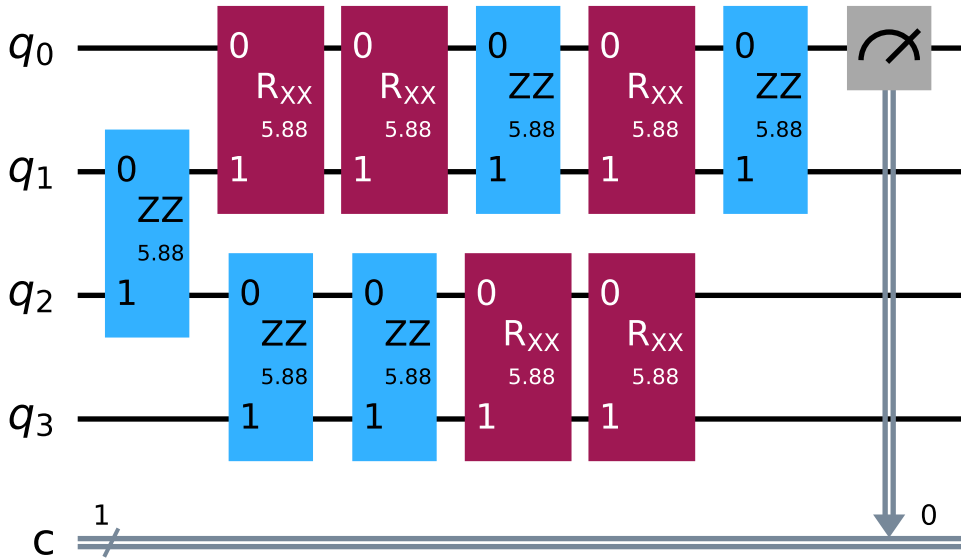 q0 0 0 0 0 0
RXX RXX ZZ RXX ZZ
5.88 5.88 5.88 5.88 5.88
q1 0 1 1 1 1 1
ZZ
5.88
q2 1 0 0 0 0
ZZ ZZ RXX RXX
5.88 5.88 5.88 5.88
q3 1 1 1 1
1 0
c